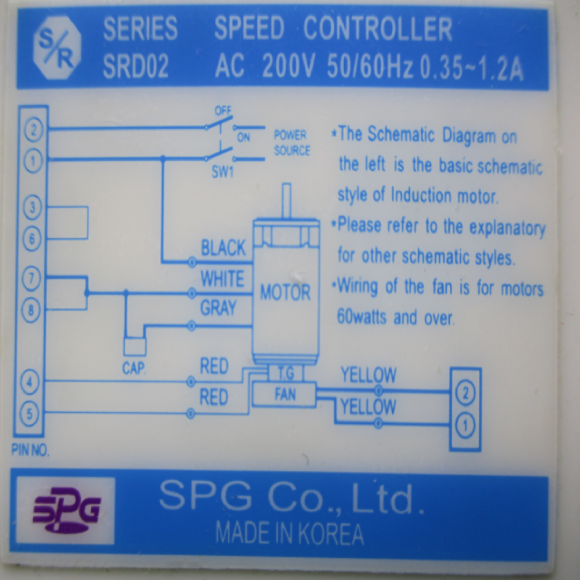 S/R
SERIES SPEED CONTROLLER
SRD02 AC 200V 50/60Hz 0.35~1.2A
OFF
2
ON
POWER
SOURCE
1
SW1
3
6
7
8
4
5
PIN NO.
BLACK
WHITE
GRAY
CAP.
RED
RED
MOTOR
T.G
FAN
YELLOW
YELLOW
2
1
*The Schematic Diagram on
the left is the basic schematic
style of Induction motor.
*Please refer to the explanatory
for other schematic styles.
*Wiring of the fan is for motors
60watts and over.
SPG
SPG Co., Ltd.
MADE IN KOREA